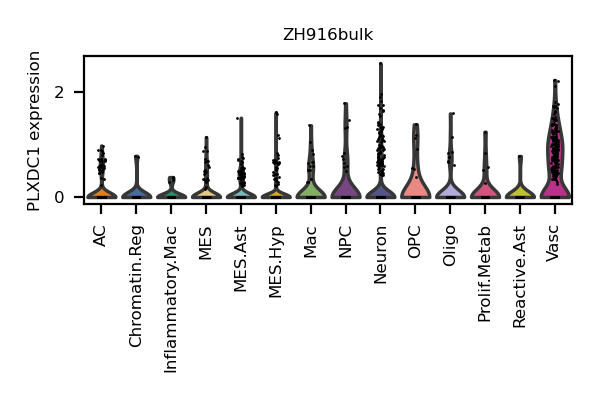 ZH916bulk
PLXDC1 expression
2
0
AC
Chromatin.Reg
Inflammatory.Mac
MES
MES.Ast
MES.Hyp
Mac
NPC
Neuron
OPC
Oligo
Prolif.Metab
Reactive.Ast
Vasc